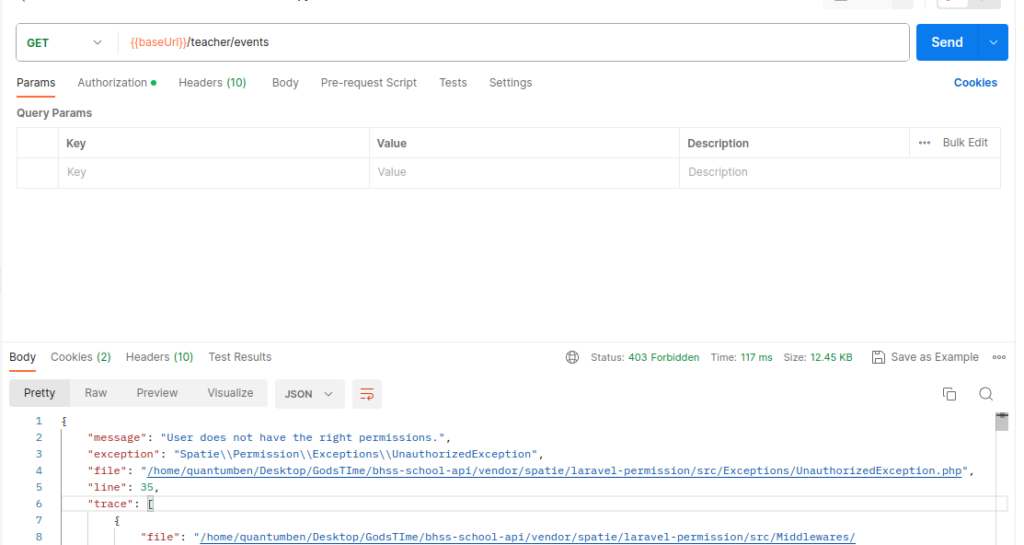 GET {{baseUrl}}/teacher/events Send
Params Authorization Headers (10) Body Pre-request Script Tests Settings Cookies
Query Params
Key Value Description ••• Bulk Edit
Key Value Description
Body Cookies (2) Headers (10) Test Results Status: 403 Forbidden Time: 117 ms Size: 12.45 KB Save as Example •••
Pretty Raw Preview Visualize JSON
1 {
2 "message": "User does not have the right permissions.",
3 "exception": "Spatie\\Permission\\Exceptions\\UnauthorizedException",
4 "file": "/home/quantumben/Desktop/GodsTIme/bhss-school-api/vendor/spatie/laravel-permission/src/Exceptions/UnauthorizedException.php",
5 "line": 35,
6 "trace": [
7 {
8 "file": "/home/quantumben/Desktop/GodsTIme/bhss-school-api/vendor/spatie/laravel-permission/src/Middlewares/